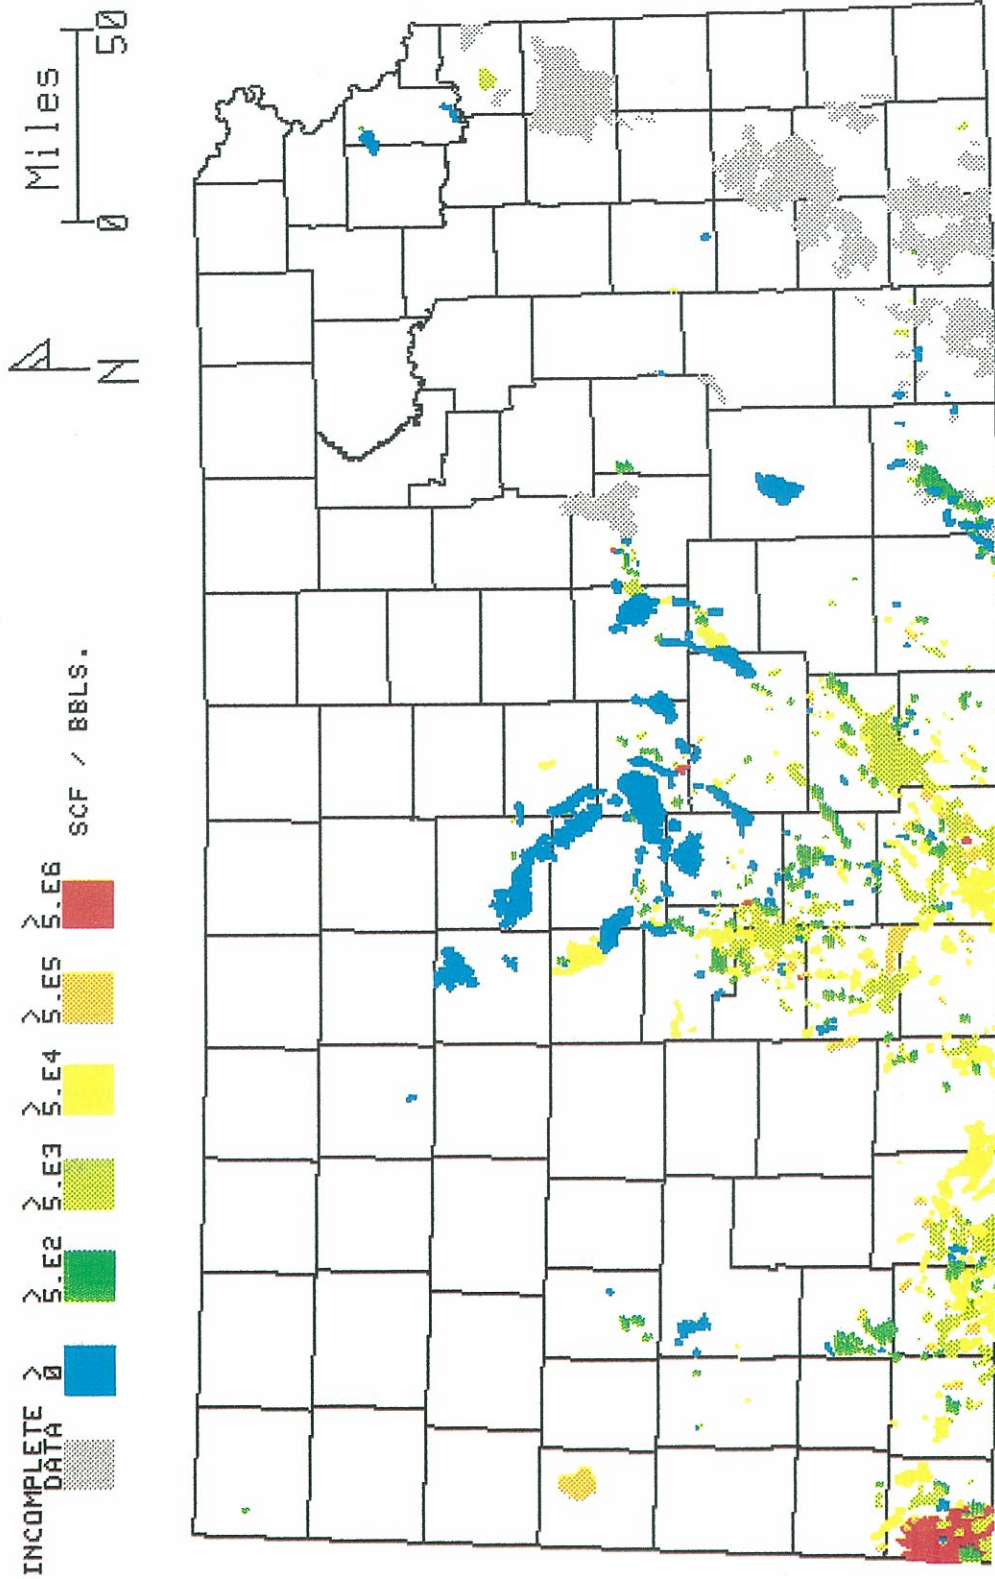 INCOMPLETE DATA
>
0
>
5.E2
>
5.E3
>
5.E4
>
5.E5
>
5.E6
SCF / BBLS.
N
Miles
0
50